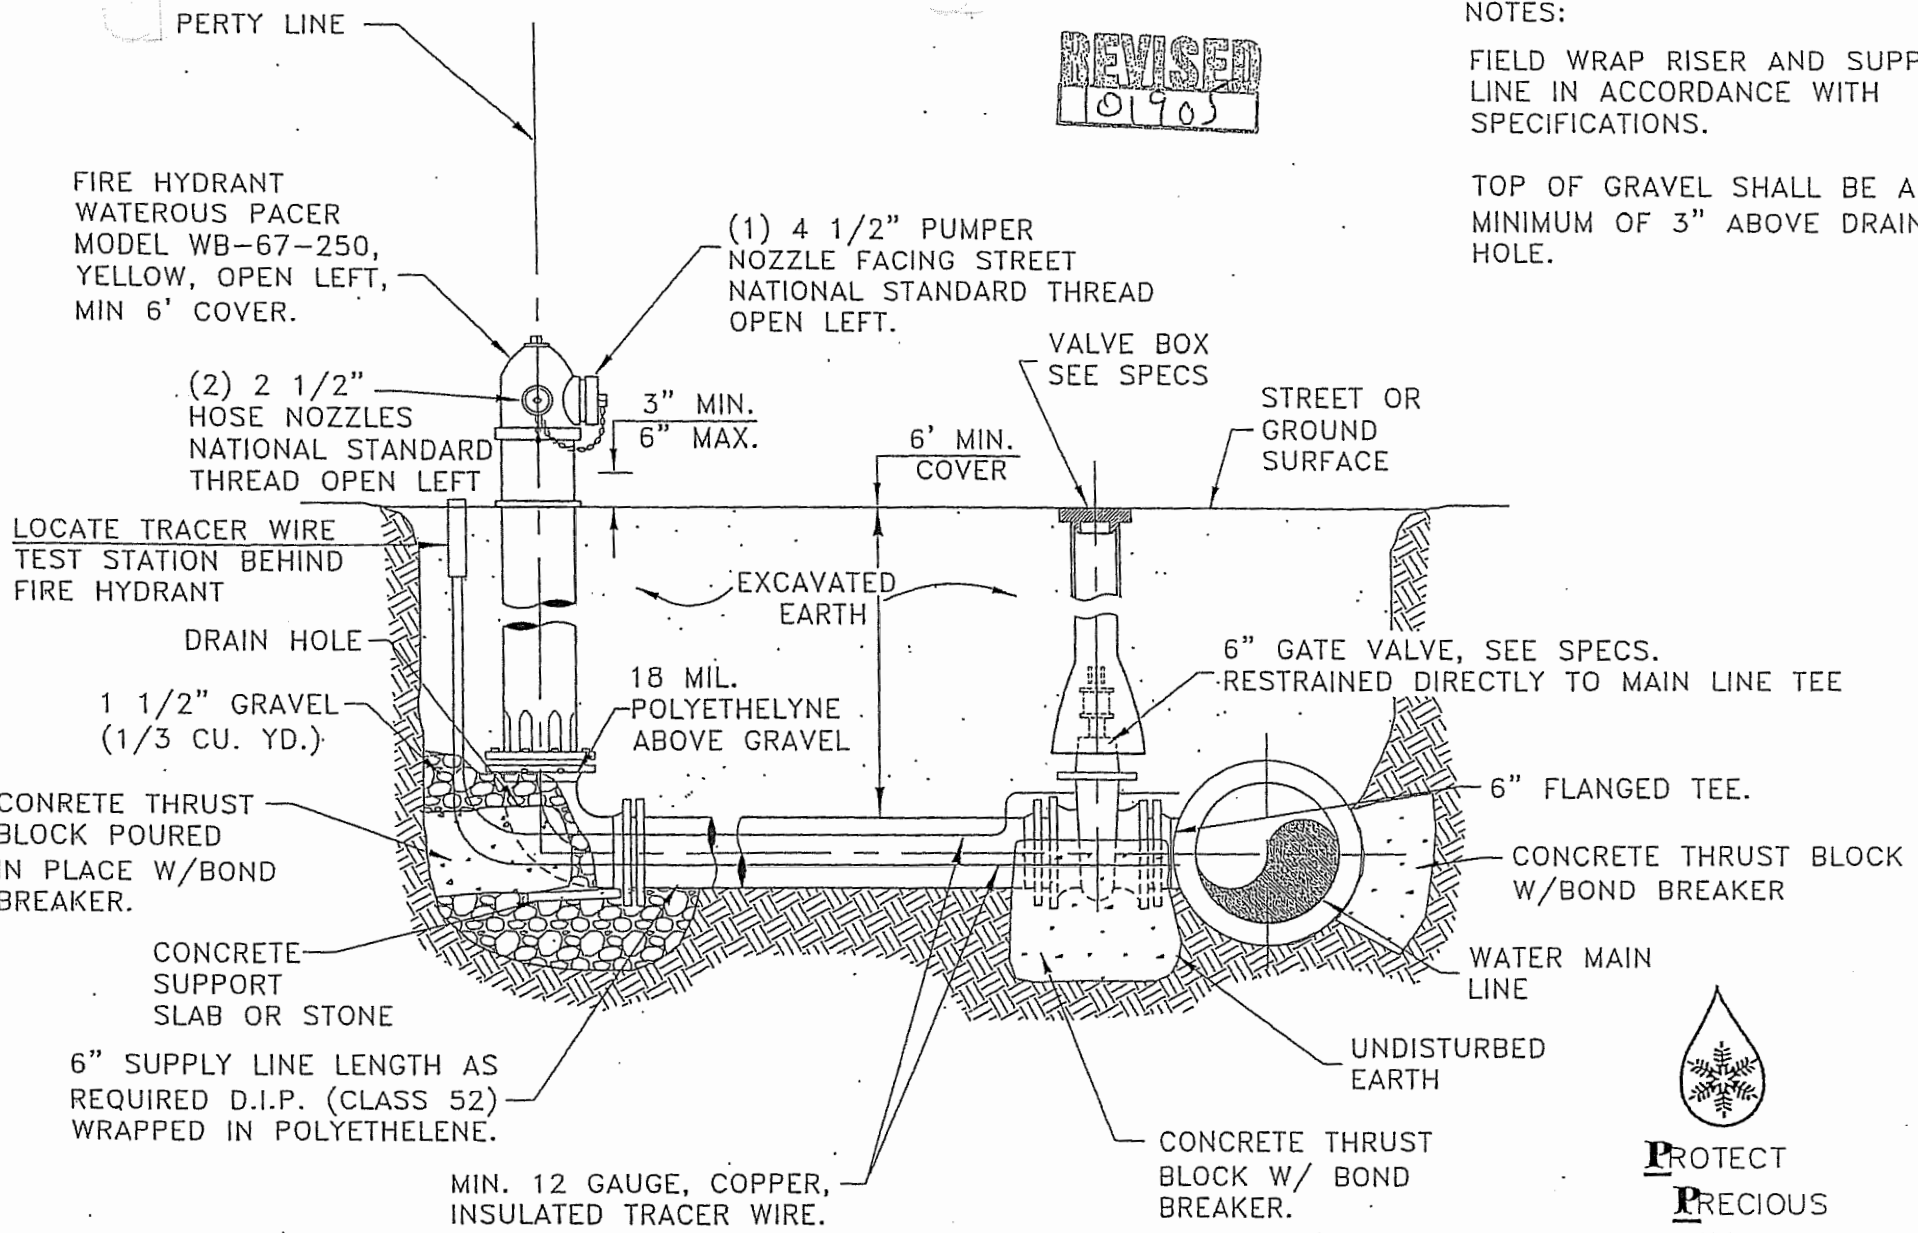 PERTY LINE
REVISED
101905
NOTES:
FIELD WRAP RISER AND SUPP
LINE IN ACCORDANCE WITH
SPECIFICATIONS.
TOP OF GRAVEL SHALL BE A
MINIMUM OF 3" ABOVE DRAIN
HOLE.
FIRE HYDRANT
WATEROUS PACER
MODEL WB-67-250,
YELLOW, OPEN LEFT,
MIN 6' COVER.
(1) 4 1/2" PUMPER
NOZZLE FACING STREET
NATIONAL STANDARD THREAD
OPEN LEFT.
VALVE BOX
SEE SPECS
(2) 2 1/2"
HOSE NOZZLES
NATIONAL STANDARD
THREAD OPEN LEFT
3" MIN.
6" MAX.
6' MIN.
COVER
STREET OR
GROUND
SURFACE
LOCATE TRACER WIRE
TEST STATION BEHIND
FIRE HYDRANT
EXCAVATED
EARTH
DRAIN HOLE
1 1/2" GRAVEL
(1/3 CU. YD.)
18 MIL.
POLYETHELYNE
ABOVE GRAVEL
6" GATE VALVE, SEE SPECS.
RESTRAINED DIRECTLY TO MAIN LINE TEE
CONRETE THRUST
BLOCK POURED
IN PLACE W/BOND
BREAKER.
6" FLANGED TEE.
CONCRETE THRUST BLOCK
W/BOND BREAKER
CONCRETE
SUPPORT
SLAB OR STONE
WATER MAIN
LINE
6" SUPPLY LINE LENGTH AS
REQUIRED D.I.P. (CLASS 52)
WRAPPED IN POLYETHELENE.
UNDISTURBED
EARTH
MIN. 12 GAUGE, COPPER,
INSULATED TRACER WIRE.
CONCRETE THRUST
BLOCK W/ BOND
BREAKER.
PROTECT
PRECIOUS